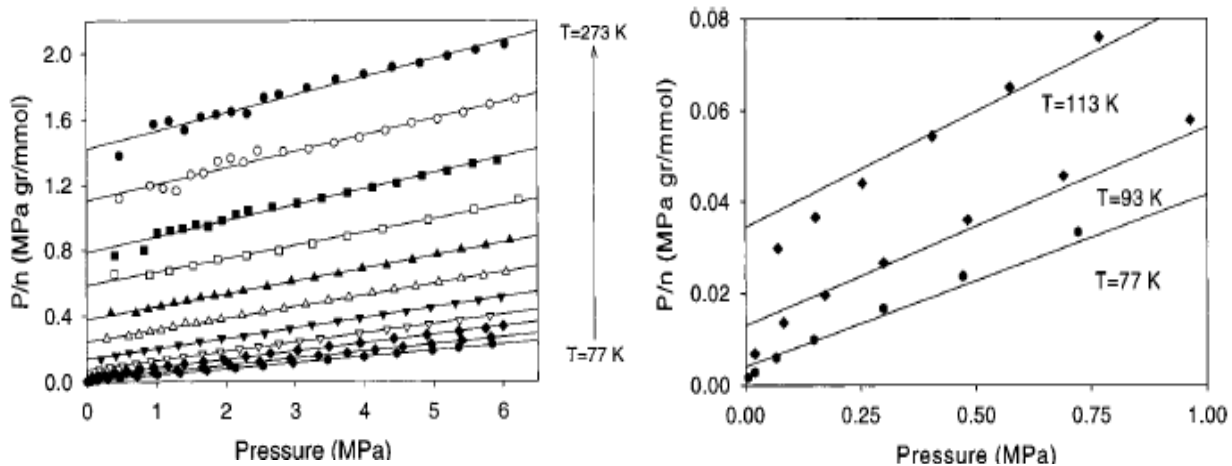 2.0
1.6
1.2
0.8
0.4
0.0
P/n (MPa gr/mmol)
0 1 2 3 4 5 6
Pressure (MPa)
T=273 K
T=77 K
0.08
0.06
0.04
0.02
0.00
P/n (MPa gr/mmol)
T=113 K
T=93 K
T=77 K
0.00 0.25 0.50 0.75 1.00
Pressure (MPa)